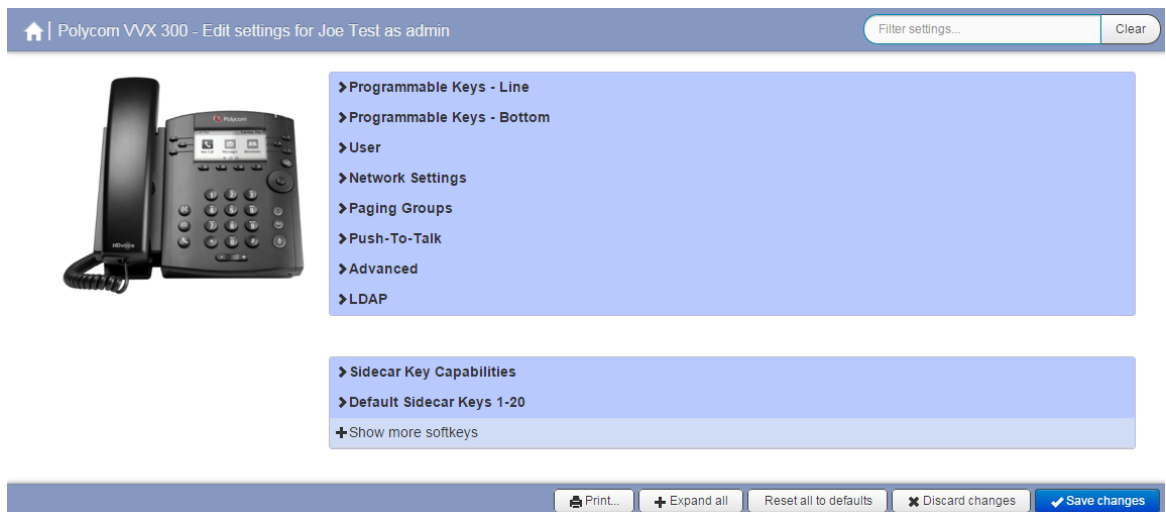 Polycom VVX 300 - Edit settings for Joe Test as admin
Filter settings...
Clear
Polycom
HDvoice
Programmable Keys - Line
Programmable Keys - Bottom
User
Network Settings
Paging Groups
Push-To-Talk
Advanced
LDAP
Sidecar Key Capabilities
Default Sidecar Keys 1-20
Show more softkeys
Print...
Expand all
Reset all to defaults
Discard changes
Save changes